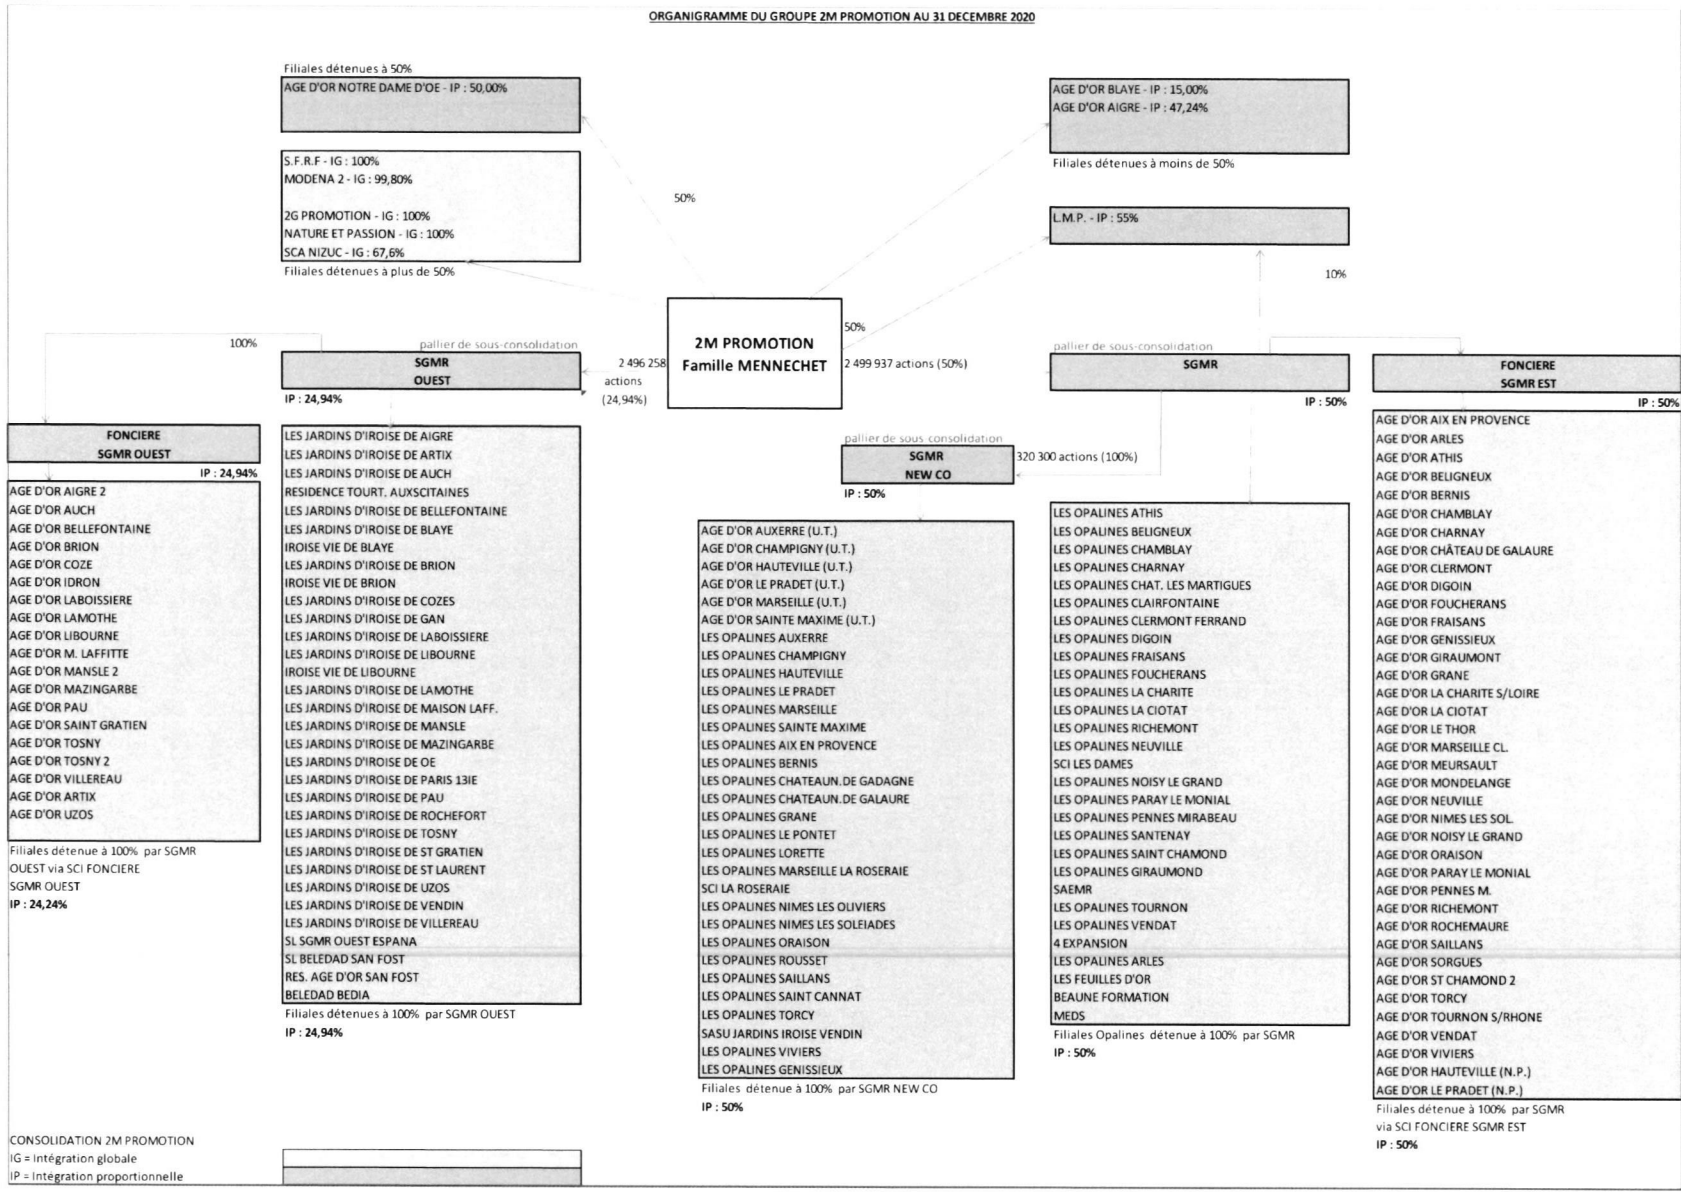 ORGANIGRAMME DU GROUPE 2M PROMOTION AU 31 DECEMBRE 2020
Filiales détenues à 50%
AGE D'OR NOTRE DAME D'OE - IP : 50,00%
AGE D'OR BLAYE - IP : 15,00%
AGE D'OR AIGRE - IP : 47,24%
Filiales détenues à moins de 50%
S.F.R.F - IG : 100%
MODENA 2 - IG : 99,80%
2G PROMOTION - IG : 100%
NATURE ET PASSION - IG : 100%
SCA NIZUC - IG : 67,6%
Filiales détenues à plus de 50%
50%
L.M.P. - IP : 55%
10%
2M PROMOTION
Famille MENNECHET
50%
2 499 937 actions (50%)
2 496 258
actions
(24,94%)
100%
pallier de sous-consolidation
SGMR
OUEST
IP : 24,94%
pallier de sous-consolidation
SGMR
IP : 50%
FONCIERE
SGMR EST
IP : 50%
FONCIERE
SGMR OUEST
IP : 24,94%
AGE D'OR AIGRE 2
AGE D'OR AUCH
AGE D'OR BELLEFONTAINE
AGE D'OR BRION
AGE D'OR COZE
AGE D'OR IDRON
AGE D'OR LABOISSIERE
AGE D'OR LAMOTHE
AGE D'OR LIBOURNE
AGE D'OR M. LAFFITTE
AGE D'OR MANSLE 2
AGE D'OR MAZINGARBE
AGE D'OR PAU
AGE D'OR SAINT GRATIEN
AGE D'OR TOSNY
AGE D'OR TOSNY 2
AGE D'OR VILLEREAU
AGE D'OR ARTIX
AGE D'OR UZOS
Filiales détenue à 100% par SGMR
OUEST via SCI FONCIERE
SGMR OUEST
IP : 24,24%
LES JARDINS D'IROISE DE AIGRE
LES JARDINS D'IROISE DE ARTIX
LES JARDINS D'IROISE DE AUCH
RESIDENCE TOURT. AUXSCITAINES
LES JARDINS D'IROISE DE BELLEFONTAINE
LES JARDINS D'IROISE DE BLAYE
IROISE VIE DE BLAYE
LES JARDINS D'IROISE DE BRION
IROISE VIE DE BRION
LES JARDINS D'IROISE DE COZES
LES JARDINS D'IROISE DE GAN
LES JARDINS D'IROISE DE LABOISSIERE
LES JARDINS D'IROISE DE LIBOURNE
IROISE VIE DE LIBOURNE
LES JARDINS D'IROISE DE LAMOTHE
LES JARDINS D'IROISE DE MAISON LAFF.
LES JARDINS D'IROISE DE MANSLE
LES JARDINS D'IROISE DE MAZINGARBE
LES JARDINS D'IROISE DE OE
LES JARDINS D'IROISE DE PARIS 13IE
LES JARDINS D'IROISE DE PAU
LES JARDINS D'IROISE DE ROCHEFORT
LES JARDINS D'IROISE DE TOSNY
LES JARDINS D'IROISE DE ST GRATIEN
LES JARDINS D'IROISE DE ST LAURENT
LES JARDINS D'IROISE DE UZOS
LES JARDINS D'IROISE DE VENDIN
LES JARDINS D'IROISE DE VILLEREAU
SL SGMR OUEST ESPANA
SL BELEDAD SAN FOST
RES. AGE D'OR SAN FOST
BELEDAD BEDIA
Filiales détenues à 100% par SGMR OUEST
IP : 24,94%
pallier de sous-consolidation
SGMR
NEW CO
320 300 actions (100%)
IP : 50%
AGE D'OR AUXERRE (U.T.)
AGE D'OR CHAMPIGNY (U.T.)
AGE D'OR HAUTEVILLE (U.T.)
AGE D'OR LE PRADET (U.T.)
AGE D'OR MARSEILLE (U.T.)
AGE D'OR SAINTE MAXIME (U.T.)
LES OPALINES AUXERRE
LES OPALINES CHAMPIGNY
LES OPALINES HAUTEVILLE
LES OPALINES LE PRADET
LES OPALINES MARSEILLE
LES OPALINES SAINTE MAXIME
LES OPALINES AIX EN PROVENCE
LES OPALINES BERNIS
LES OPALINES CHATEAUN.DE GADAGNE
LES OPALINES CHATEAUN.DE GALAURE
LES OPALINES GRANE
LES OPALINES LE PONTET
LES OPALINES LORETTE
LES OPALINES MARSEILLE LA ROSERAIE
SCI LA ROSERAIE
LES OPALINES NIMES LES OLIVIERS
LES OPALINES NIMES LES SOLEIADES
LES OPALINES ORAISON
LES OPALINES ROUSSET
LES OPALINES SAILLANS
LES OPALINES SAINT CANNAT
LES OPALINES TORCY
SASU JARDINS IROISE VENDIN
LES OPALINES VIVIERS
LES OPALINES GENISSIEUX
Filiales détenue à 100% par SGMR NEW CO
IP : 50%
LES OPALINES ATHIS
LES OPALINES BELIGNEUX
LES OPALINES CHAMBLAY
LES OPALINES CHARNAY
LES OPALINES CHAT. LES MARTIGUES
LES OPALINES CLAIRFONTAINE
LES OPALINES CLERMONT FERRAND
LES OPALINES DIGOIN
LES OPALINES FRAISANS
LES OPALINES FOUCHERANS
LES OPALINES LA CHARITE
LES OPALINES LA CIOTAT
LES OPALINES RICHEMONT
LES OPALINES NEUVILLE
SCI LES DAMES
LES OPALINES NOISY LE GRAND
LES OPALINES PARAY LE MONIAL
LES OPALINES PENNES MIRABEAU
LES OPALINES SANTENAY
LES OPALINES SAINT CHAMOND
LES OPALINES GIRAUMOND
SAEMR
LES OPALINES TOURNON
LES OPALINES VENDAT
4 EXPANSION
LES OPALINES ARLES
LES FEUILLES D'OR
BEAUNE FORMATION
MEDS
Filiales Opalines détenue à 100% par SGMR
IP : 50%
AGE D'OR AIX EN PROVENCE
AGE D'OR ARLES
AGE D'OR ATHIS
AGE D'OR BELIGNEUX
AGE D'OR BERNIS
AGE D'OR CHAMBLAY
AGE D'OR CHARNAY
AGE D'OR CHÂTEAU DE GALAURE
AGE D'OR CLERMONT
AGE D'OR DIGOIN
AGE D'OR FOUCHERANS
AGE D'OR FRAISANS
AGE D'OR GENISSIEUX
AGE D'OR GIRAUMONT
AGE D'OR GRANE
AGE D'OR LA CHARITE S/LOIRE
AGE D'OR LA CIOTAT
AGE D'OR LE THOR
AGE D'OR MARSEILLE CL.
AGE D'OR MEURSAULT
AGE D'OR MONDELANGE
AGE D'OR NEUVILLE
AGE D'OR NIMES LES SOL.
AGE D'OR NOISY LE GRAND
AGE D'OR ORAISON
AGE D'OR PARAY LE MONIAL
AGE D'OR PENNES M.
AGE D'OR RICHEMONT
AGE D'OR ROCHEMAURE
AGE D'OR SAILLANS
AGE D'OR SORGUES
AGE D'OR ST CHAMOND 2
AGE D'OR TORCY
AGE D'OR TOURNON S/RHONE
AGE D'OR VENDAT
AGE D'OR VIVIERS
AGE D'OR HAUTEVILLE (N.P.)
AGE D'OR LE PRADET (N.P.)
Filiales détenue à 100% par SGMR
via SCI FONCIERE SGMR EST
IP : 50%
CONSOLIDATION 2M PROMOTION
IG = Intégration globale
IP = Intégration proportionnelle